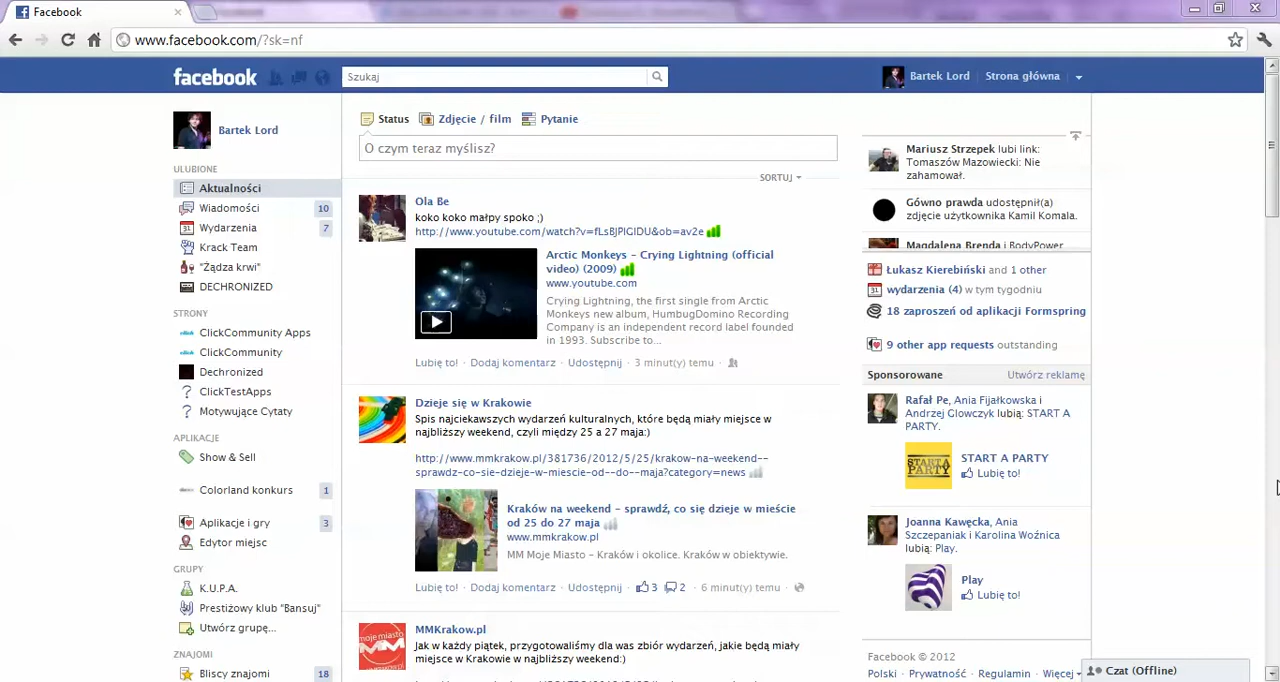 Facebook
www.facebook.com/?sk=nf
facebook
Szukaj
Bartek Lord
Strona główna
Bartek Lord
ULUBIONE
Aktualności
Wiadomości 10
Wydarzenia 7
Krack Team
"Żądza krwi"
DECHRONIZED
STRONY
ClickCommunity Apps
ClickCommunity
Dechronized
ClickTestApps
Motywujące Cytaty
APLIKACJE
Show & Sell
Colorland konkurs 1
Aplikacje i gry 3
Edytor miejsc
GRUPY
K.U.P.A.
Prestiżowy klub "Bansuj"
Utwórz grupę...
ZNAJOMI
Bliscy znajomi 18
Status Zdjęcie / film Pytanie
O czym teraz myślisz?
SORTUJ
Ola Be
koko koko małpy spoko ;)
http://www.youtube.com/watch?v=fLsBJPlGIDU&ob=av2e
Arctic Monkeys - Crying Lightning (official
video) (2009)
www.youtube.com
Crying Lightning, the first single from Arctic
Monkeys new album, HumbugDomino Recording
Company is an independent record label founded
in 1993. Subscribe to...
Lubię to! · Dodaj komentarz · Udostępnij · 3 minut(y) temu ·
Dzieje się w Krakowie
Spis najciekawszych wydarzeń kulturalnych, które będą miały miejsce w
najbliższy weekend, czyli między 25 a 27 maja:)
http://www.mmkrakow.pl/381736/2012/5/25/krakow-na-weekend--
sprawdz-co-sie-dzieje-w-miescie-od--do--maja?category=news
Kraków na weekend - sprawdź, co się dzieje w mieście
od 25 do 27 maja
www.mmkrakow.pl
MM Moje Miasto - Kraków i okolice. Kraków w obiektywie.
Lubię to! · Dodaj komentarz · Udostępnij · 3 2 · 6 minut(y) temu ·
moje miasto
MM
MMKrakow.pl
Jak w każdy piątek, przygotowaliśmy dla was zbiór wydarzeń, jakie będą miały
miejsce w Krakowie w najbliższy weekend:)
Mariusz Strzepek lubi link:
Tomaszów Mazowiecki: Nie
zahamował.
Gówno prawda udostępnił(a)
zdjęcie użytkownika Kamil Komala.
Magdalena Brenda i BodyPower
Łukasz Kierebiński and 1 other
31 wydarzenia (4) w tym tygodniu
18 zaproszeń od aplikacji Formspring
9 other app requests outstanding
Sponsorowane Utwórz reklamę
Rafał Pe, Ania Fijałkowska i
Andrzej Glowczyk lubią: START A
PARTY.
START A
PARTY
START A PARTY
Lubię to!
Joanna Kawęcka, Ania
Szczepaniak i Karolina Woźnica
lubią: Play.
Play
Lubię to!
Facebook © 2012
Polski · Prywatność · Regulamin · Więcej
Czat (Offline)